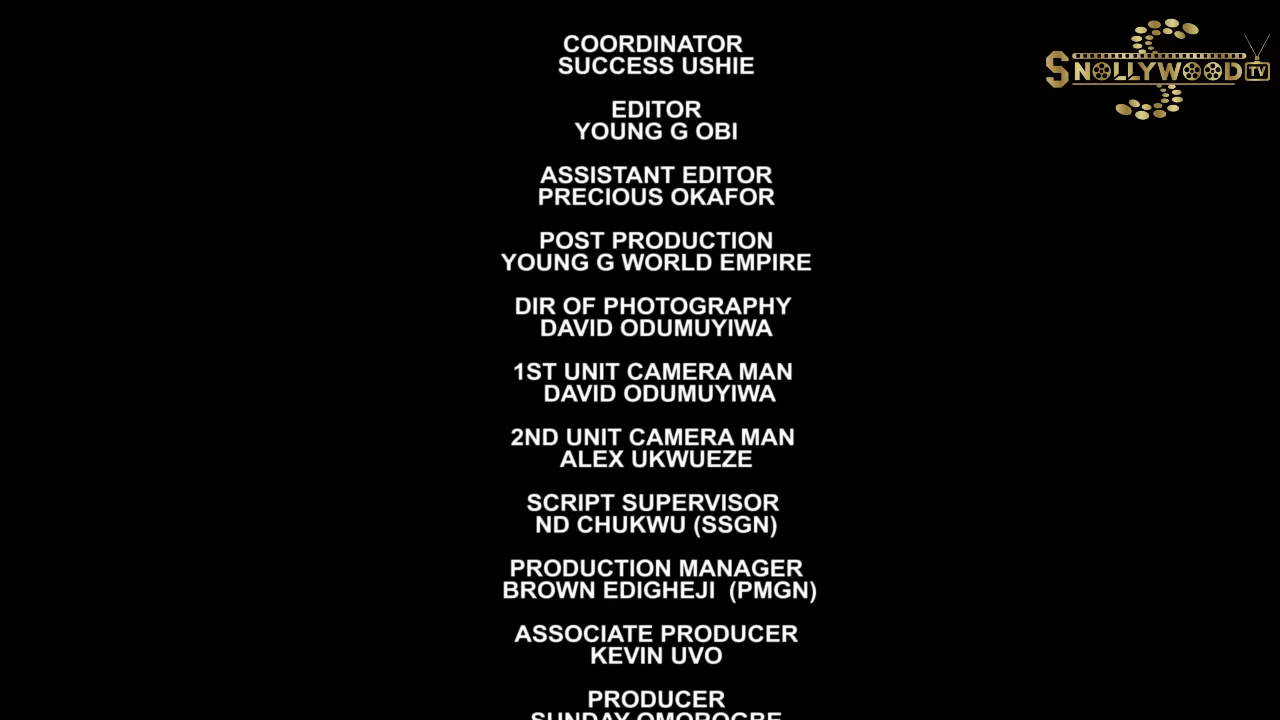 COORDINATOR
SUCCESS USHIE
EDITOR
YOUNG G OBI
ASSISTANT EDITOR
PRECIOUS OKAFOR
POST PRODUCTION
YOUNG G WORLD EMPIRE
DIR OF PHOTOGRAPHY
DAVID ODUMUYIWA
1ST UNIT CAMERA MAN
DAVID ODUMUYIWA
2ND UNIT CAMERA MAN
ALEX UKWUEZE
SCRIPT SUPERVISOR
ND CHUKWU (SSGN)
PRODUCTION MANAGER
BROWN EDIGHEJI (PMGN)
ASSOCIATE PRODUCER
KEVIN UVO
PRODUCER
SUNDAY
SNOLLYWOOD TV